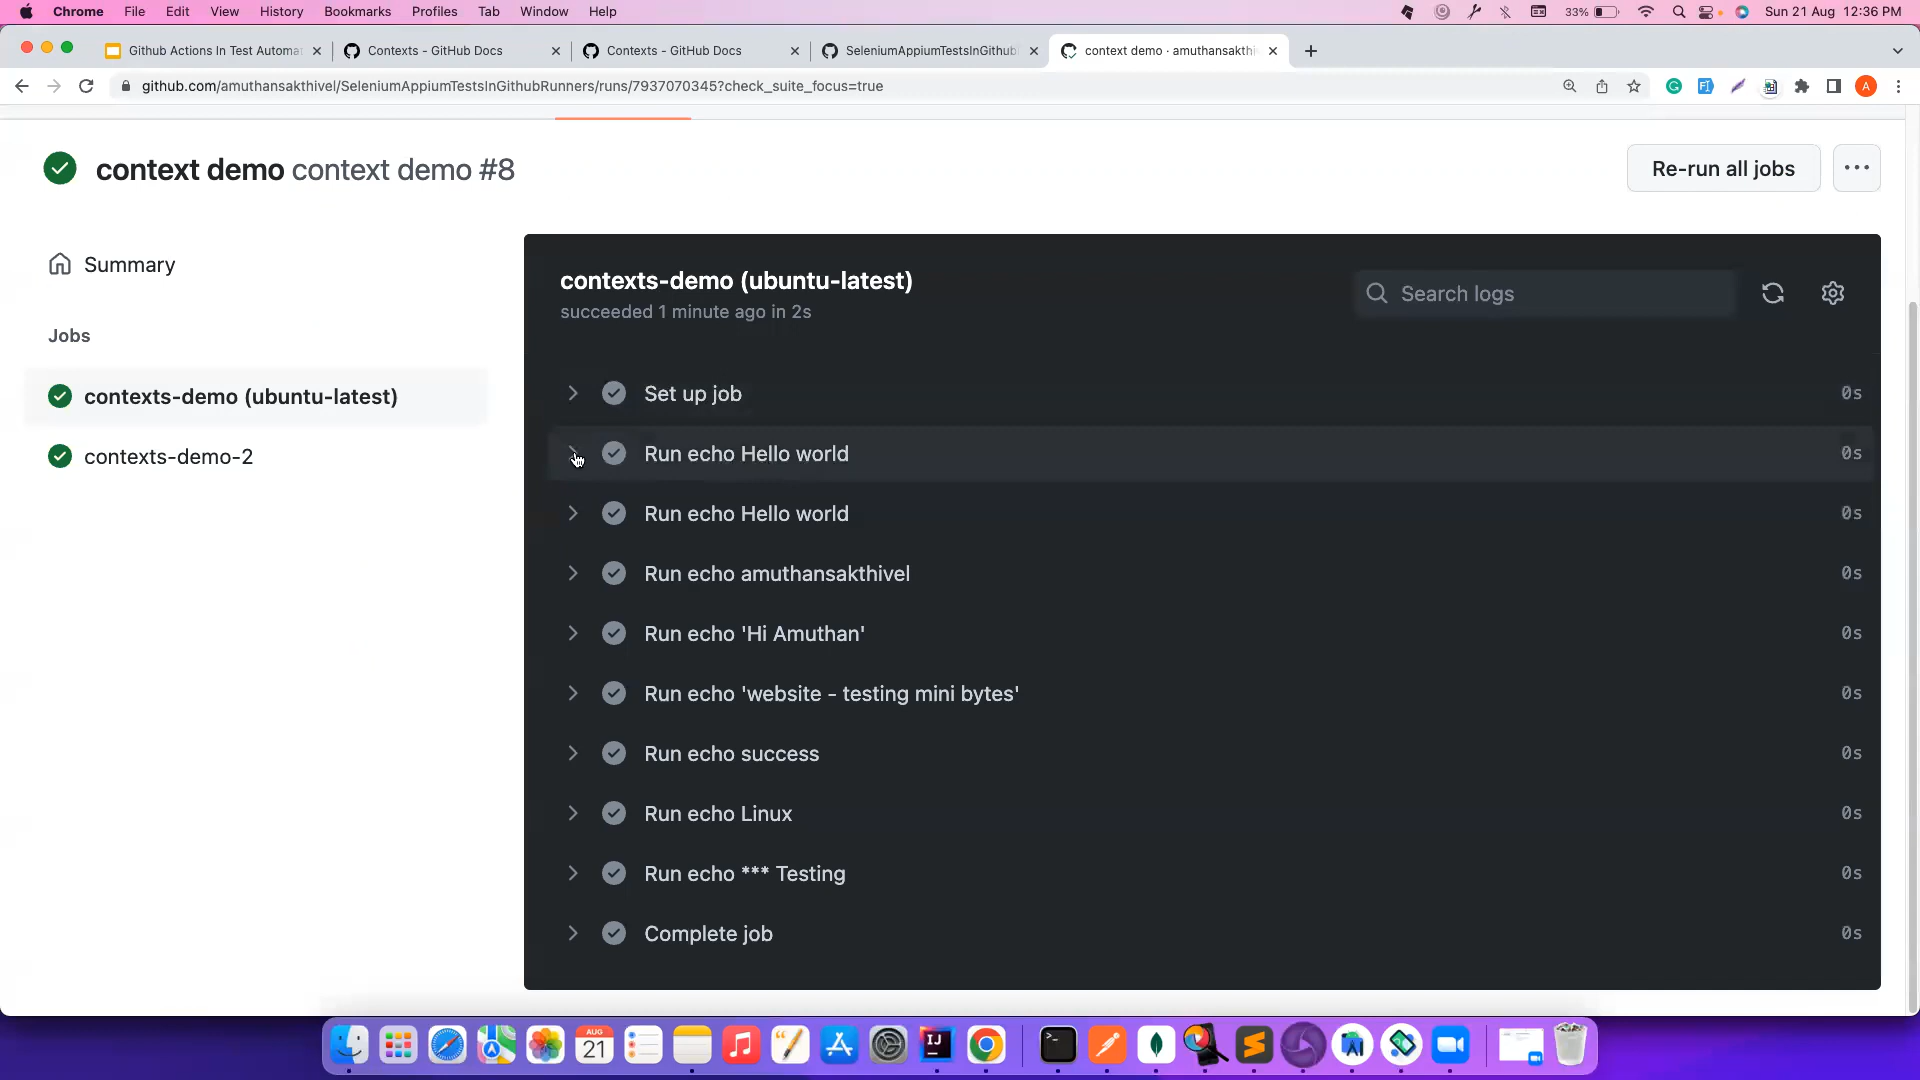 Chrome File Edit View History Bookmarks Profiles Tab Window Help 33% Sun 21 Aug 12:36 PM
Github Actions In Test Automa Contexts - GitHub Docs Contexts - GitHub Docs SeleniumAppiumTestsInGithub context demo · amuthansakthi
github.com/amuthansakthivel/SeleniumAppiumTestsInGithubRunners/runs/7937070345?check_suite_focus=true A
context demo context demo #8
Re-run all jobs
Summary
Jobs
contexts-demo (ubuntu-latest)
contexts-demo-2
contexts-demo (ubuntu-latest)
succeeded 1 minute ago in 2s
Search logs
Set up job 0s
Run echo Hello world 0s
Run echo Hello world 0s
Run echo amuthansakthivel 0s
Run echo 'Hi Amuthan' 0s
Run echo 'website - testing mini bytes' 0s
Run echo success 0s
Run echo Linux 0s
Run echo *** Testing 0s
Complete job 0s
AUG
21
IJ